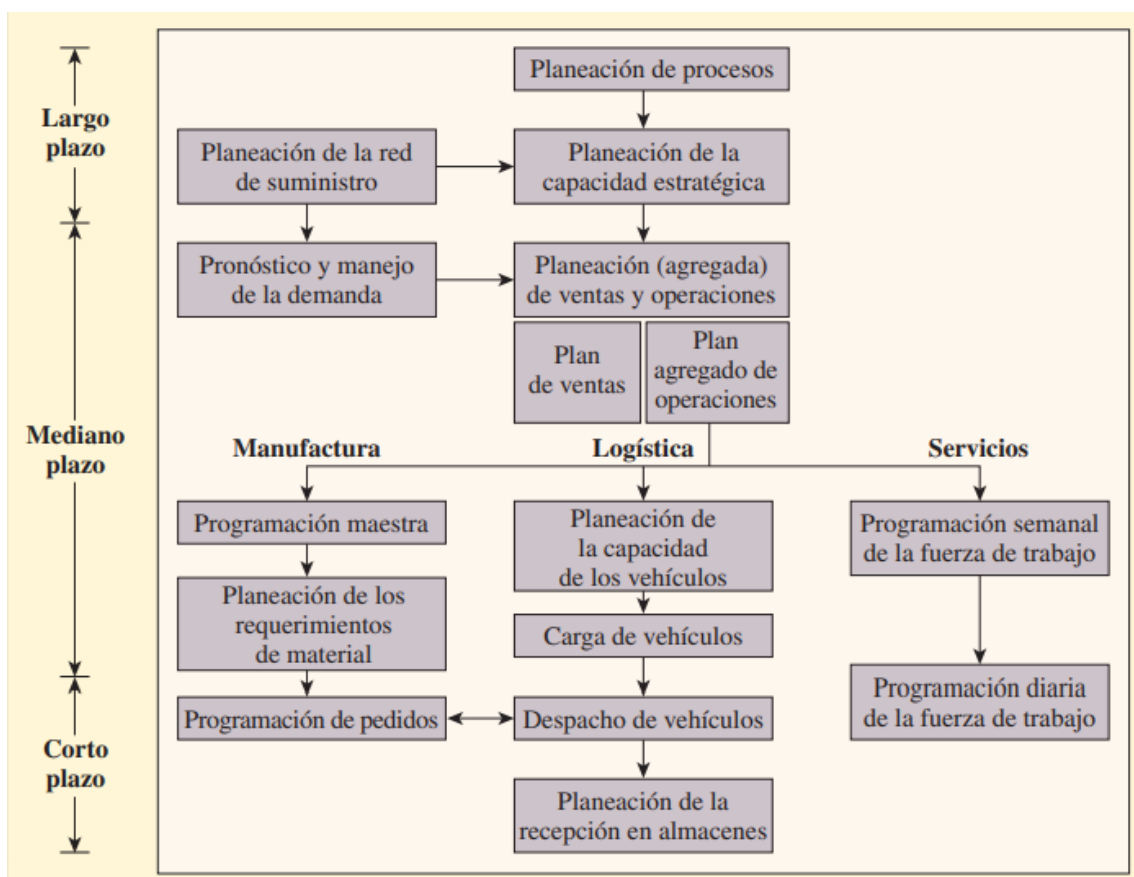 Largo
plazo
Planeación de procesos
Planeación de la red
de suministro
Planeación de la
capacidad estratégica
Mediano
plazo
Pronóstico y manejo
de la demanda
Planeación (agregada)
de ventas y operaciones
Plan
de ventas
Plan
agregado de
operaciones
Manufactura
Logística
Servicios
Programación maestra
Planeación de los
requerimientos
de material
Planeación de
la capacidad
de los vehículos
Carga de vehículos
Programación semanal
de la fuerza de trabajo
Corto
plazo
Programación de pedidos
Despacho de vehículos
Programación diaria
de la fuerza de trabajo
Planeación de la
recepción en almacenes